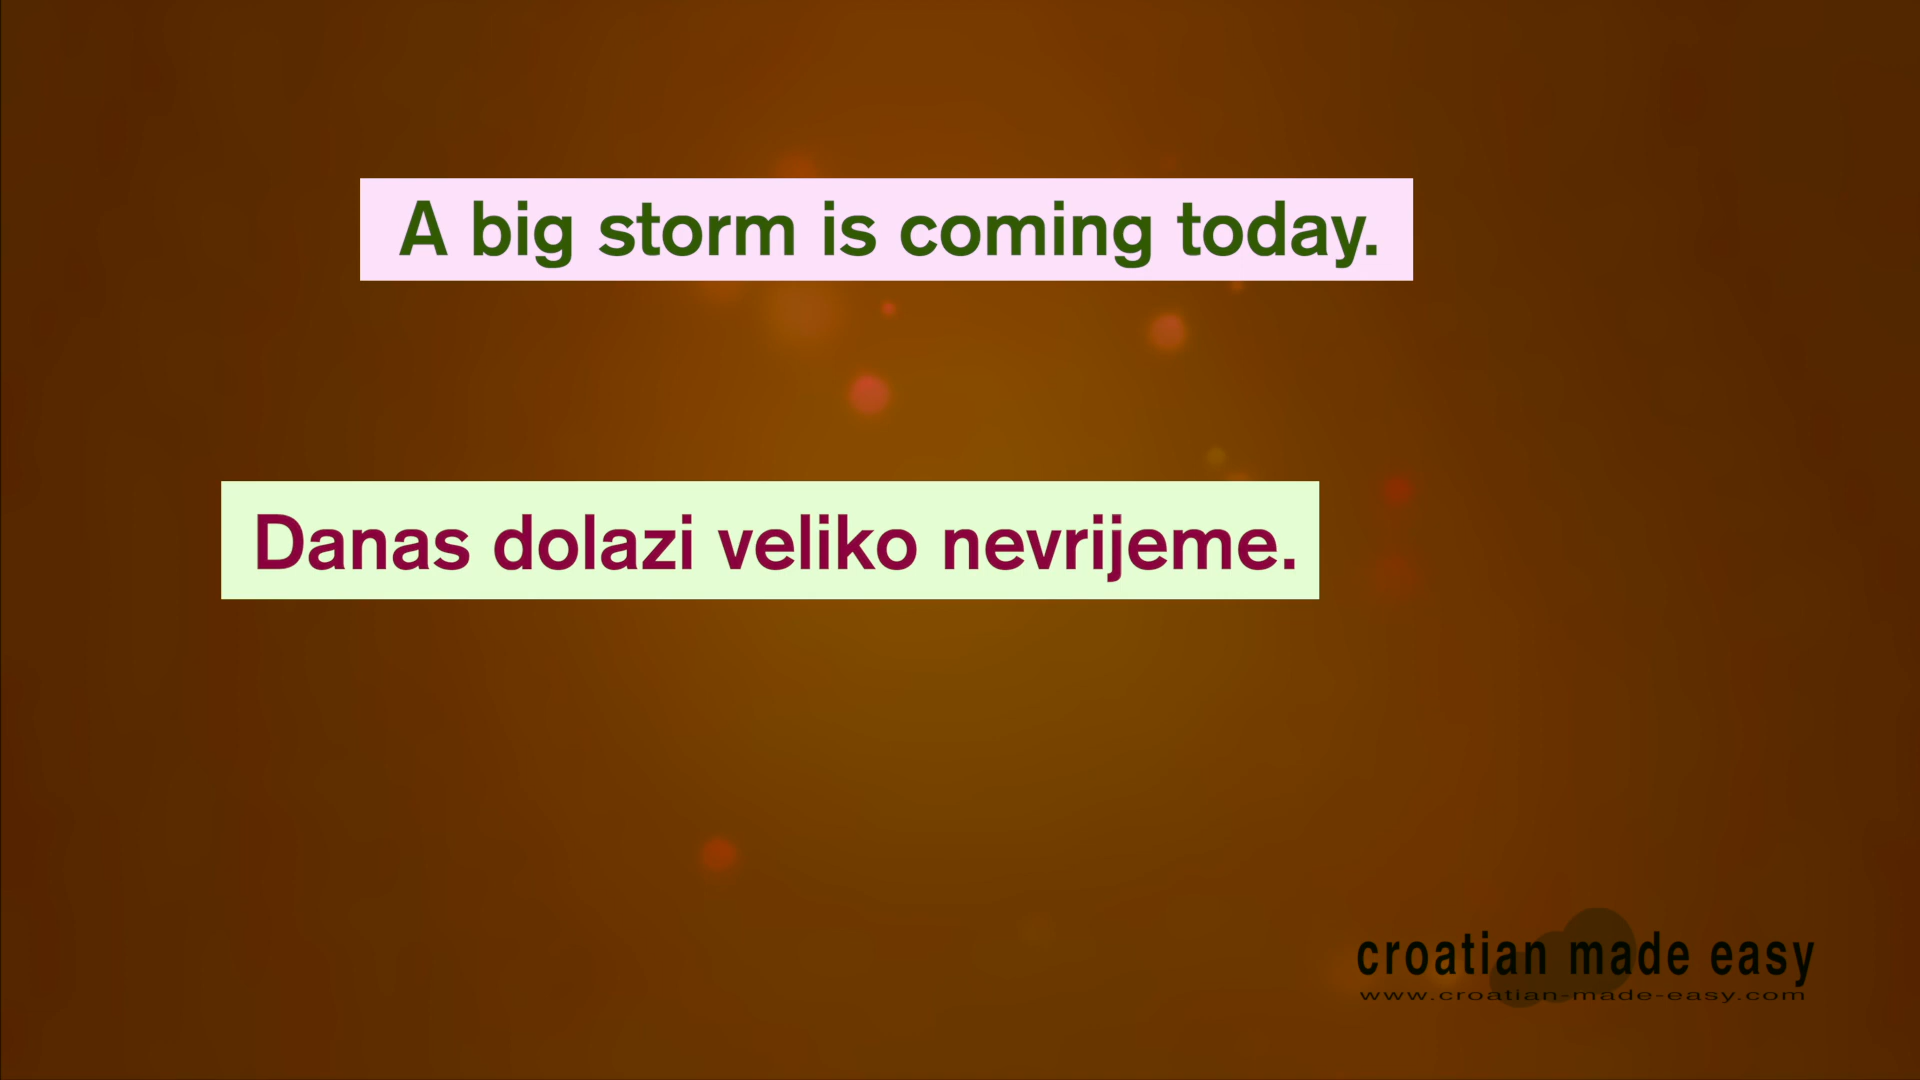 A big storm is coming today.
Danas dolazi veliko nevrijeme.
croatian made easy
www.croatian-made-easy.com